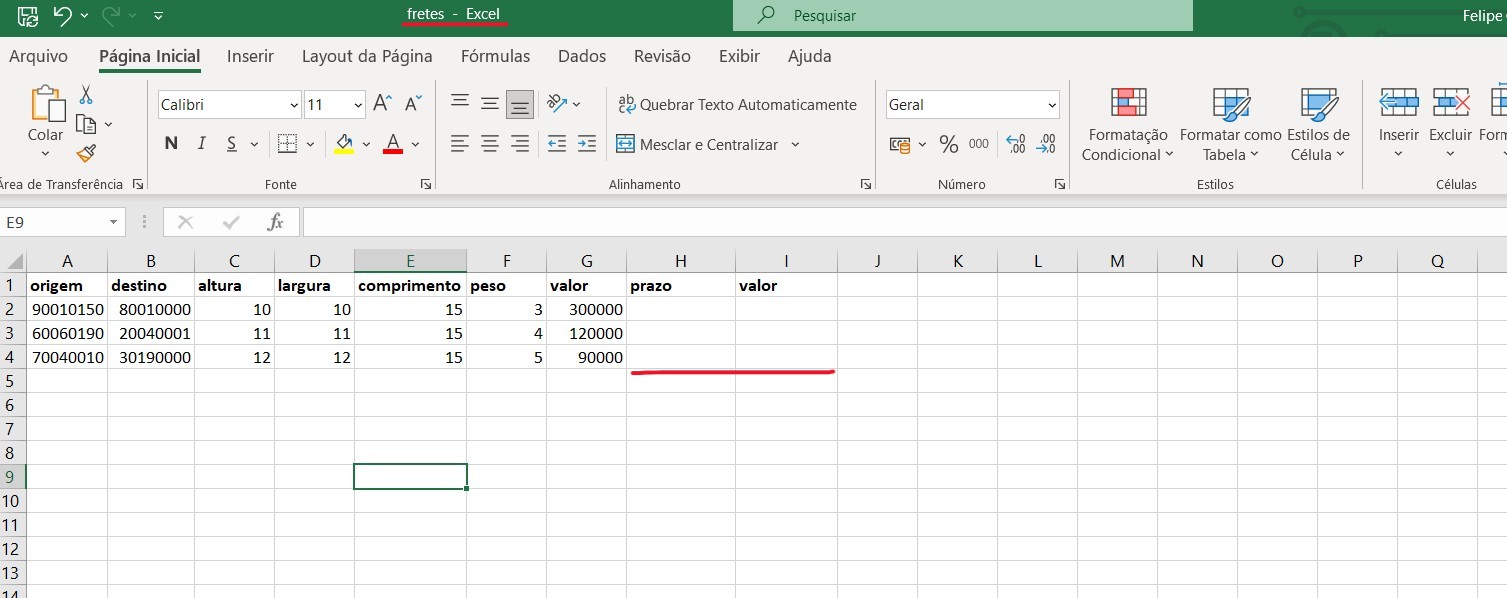 fretes - Excel
Pesquisar
Felipe
Arquivo Página Inicial Inserir Layout da Página Fórmulas Dados Revisão Exibir Ajuda
Calibri 11 Quebrar Texto Automaticamente Geral
Colar Formatação Formatar como Estilos de Inserir Excluir
N I S A Mesclar e Centralizar % 000 Condicional Tabela Célula
Área de Transferência Fonte Alinhamento Número Estilos Células
E9 fx
A B C D E F G H I J K L M N O P Q
1 origem destino altura largura comprimento peso valor prazo valor
2 90010150 80010000 10 10 15 3 300000
3 60060190 20040001 11 11 15 4 120000
4 70040010 30190000 12 12 15 5 90000
5
6
7
8
9
10
11
12
13
14